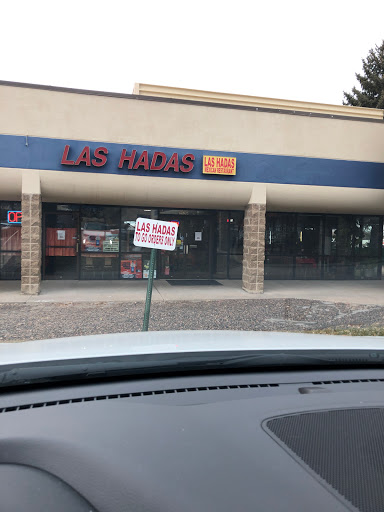 LAS HADAS
LAS HADAS
MEXICAN RESTAURANT
LAS HADAS
TO GO ORDERS ONLY